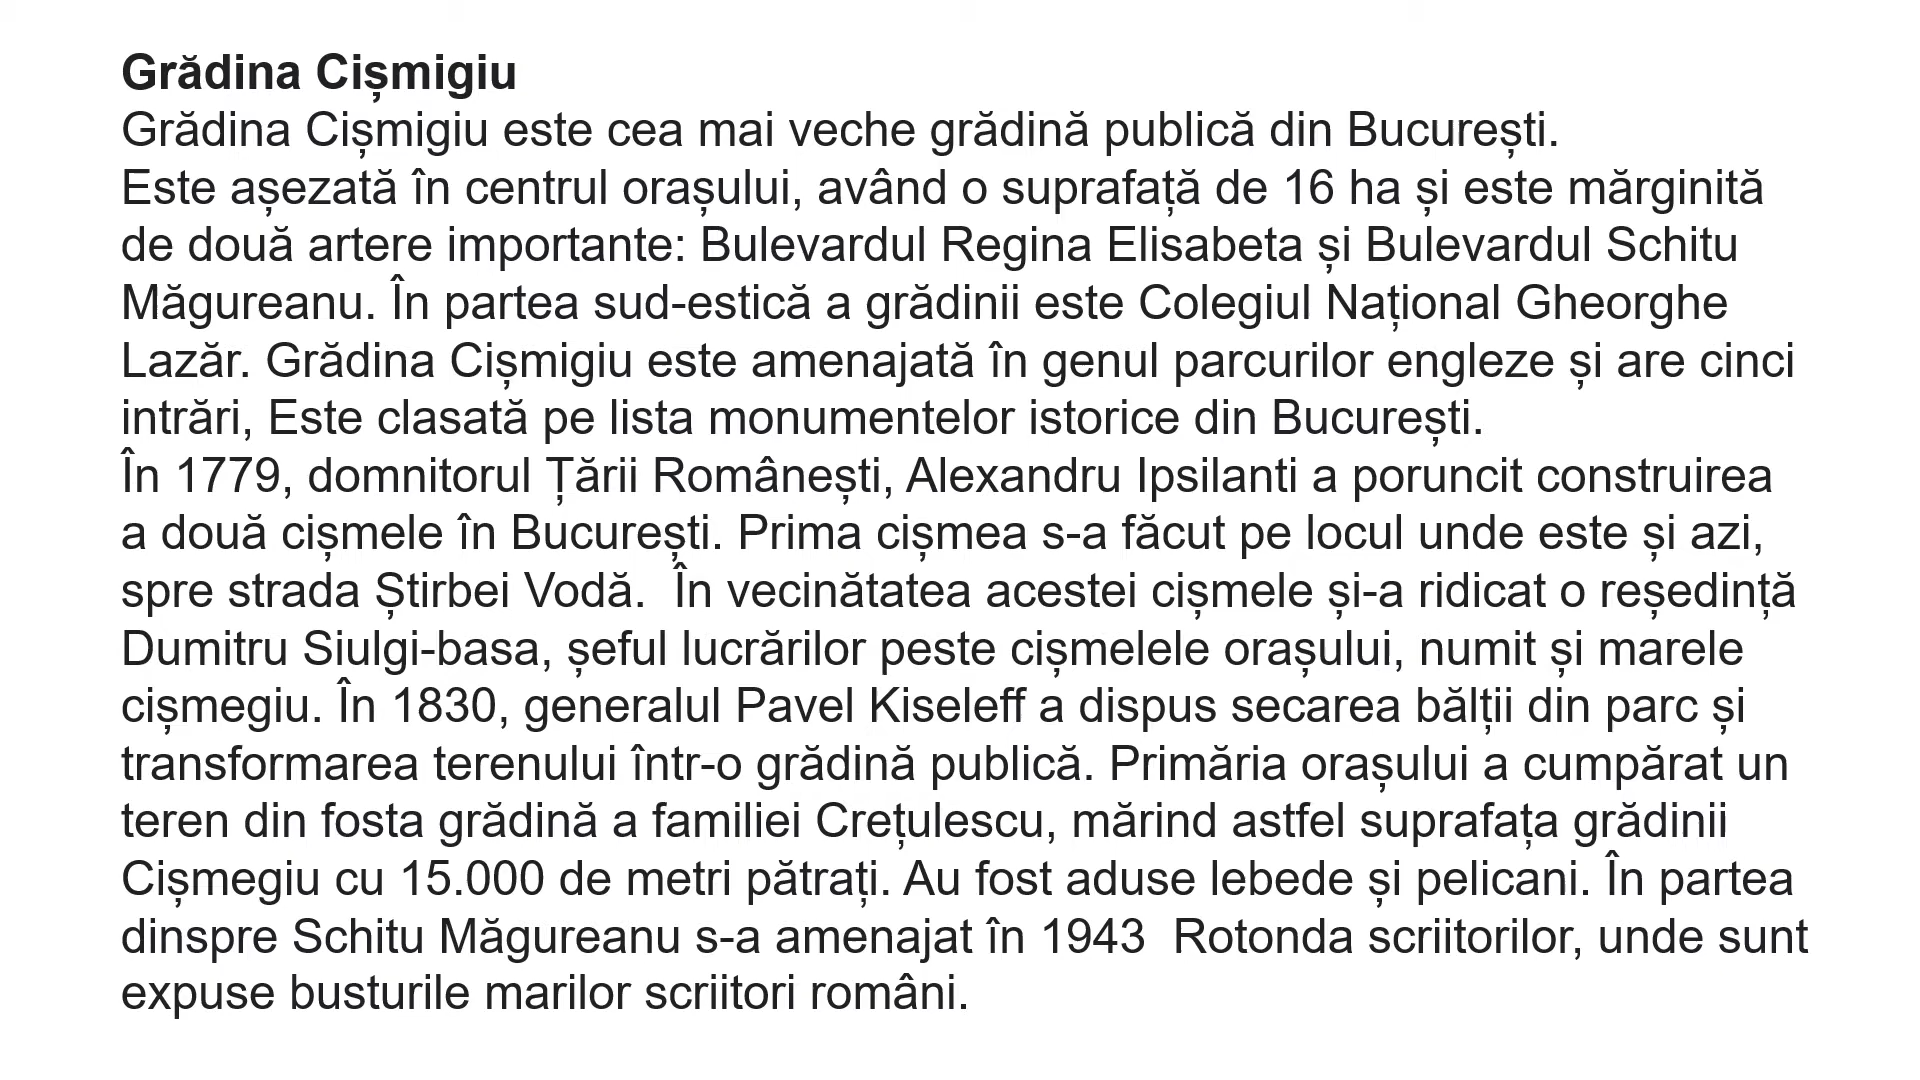 Grădina Cișmigiu
Grădina Cișmigiu este cea mai veche grădină publică din București.
Este așezată în centrul orașului, având o suprafață de 16 ha și este mărginită
de două artere importante: Bulevardul Regina Elisabeta și Bulevardul Schitu
Măgureanu. În partea sud-estică a grădinii este Colegiul Național Gheorghe
Lazăr. Grădina Cișmigiu este amenajată în genul parcurilor engleze și are cinci
intrări, Este clasată pe lista monumentelor istorice din București.
În 1779, domnitorul Țării Românești, Alexandru Ipsilanti a poruncit construirea
a două cișmele în București. Prima cișmea s-a făcut pe locul unde este și azi,
spre strada Știrbei Vodă.  În vecinătatea acestei cișmele și-a ridicat o reședință
Dumitru Siulgi-basa, șeful lucrărilor peste cișmelele orașului, numit și marele
cișmegiu. În 1830, generalul Pavel Kiseleff a dispus secarea bălții din parc și
transformarea terenului într-o grădină publică. Primăria orașului a cumpărat un
teren din fosta grădină a familiei Crețulescu, mărind astfel suprafața grădinii
Cișmegiu cu 15.000 de metri pătrați. Au fost aduse lebede și pelicani. În partea
dinspre Schitu Măgureanu s-a amenajat în 1943  Rotonda scriitorilor, unde sunt
expuse busturile marilor scriitori români.